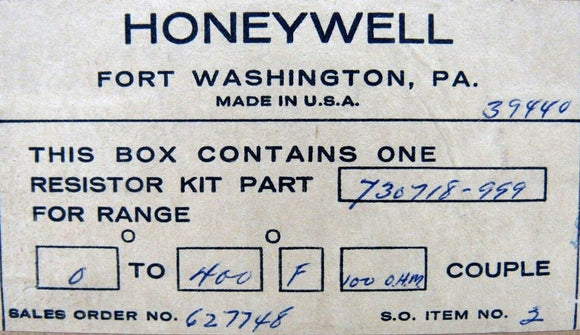 HONEYWELL
FORT WASHINGTON, PA.
MADE IN U.S.A.
39440
THIS BOX CONTAINS ONE
RESISTOR KIT PART 730718-999
FOR RANGE
0° TO 400° F 100 OHM COUPLE
SALES ORDER NO. 627748 S.O. ITEM NO. 2